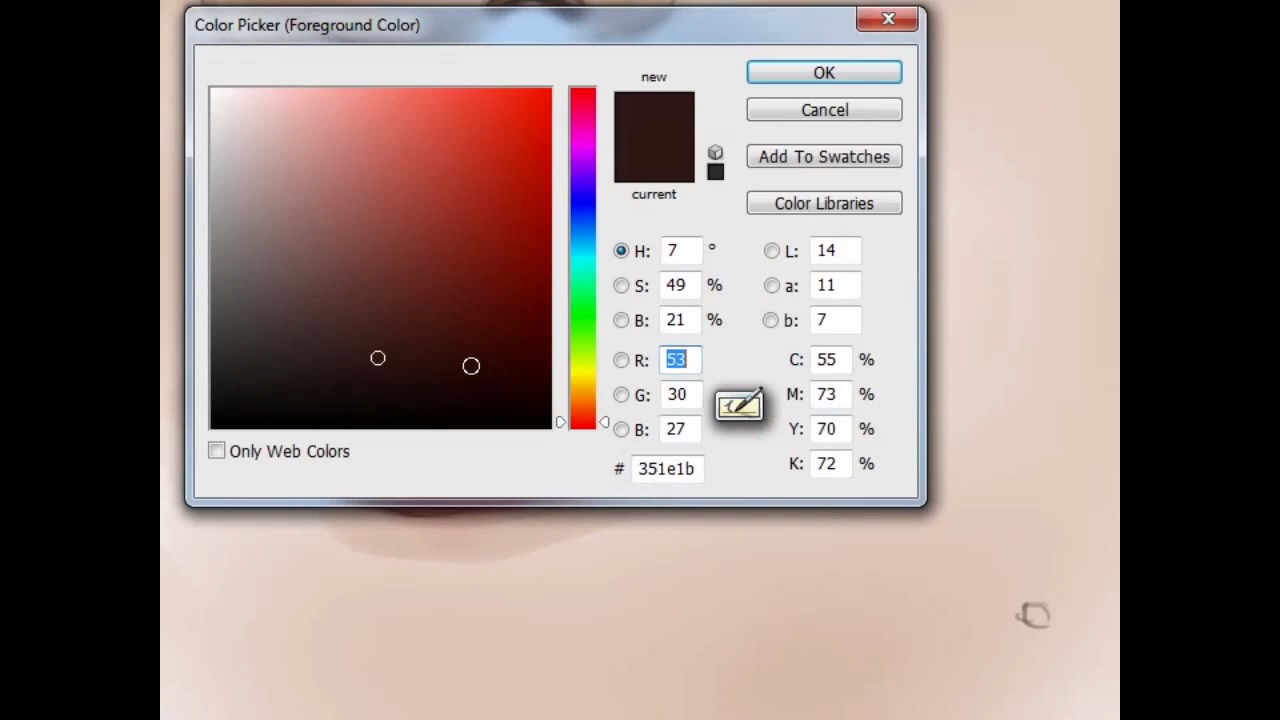 Color Picker (Foreground Color)
new
current
OK
Cancel
Add To Swatches
Color Libraries
H: 7 °
S: 49 %
B: 21 %
R: 53
G: 30
B: 27
# 351e1b
L: 14
a: 11
b: 7
C: 55 %
M: 73 %
Y: 70 %
K: 72 %
Only Web Colors